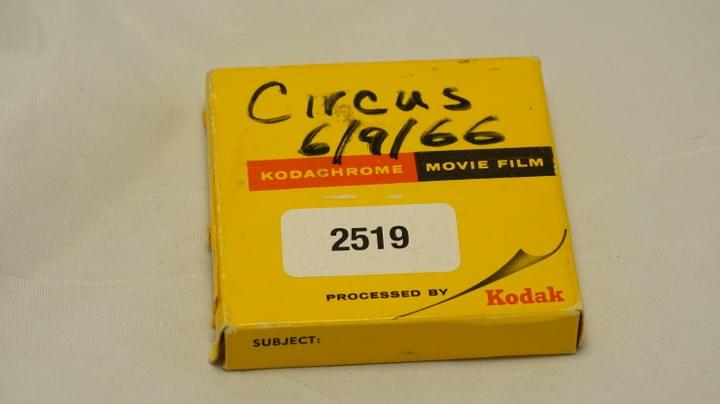 Circus
6/9/66
KODACHROME MOVIE FILM
2519
PROCESSED BY Kodak
SUBJECT: